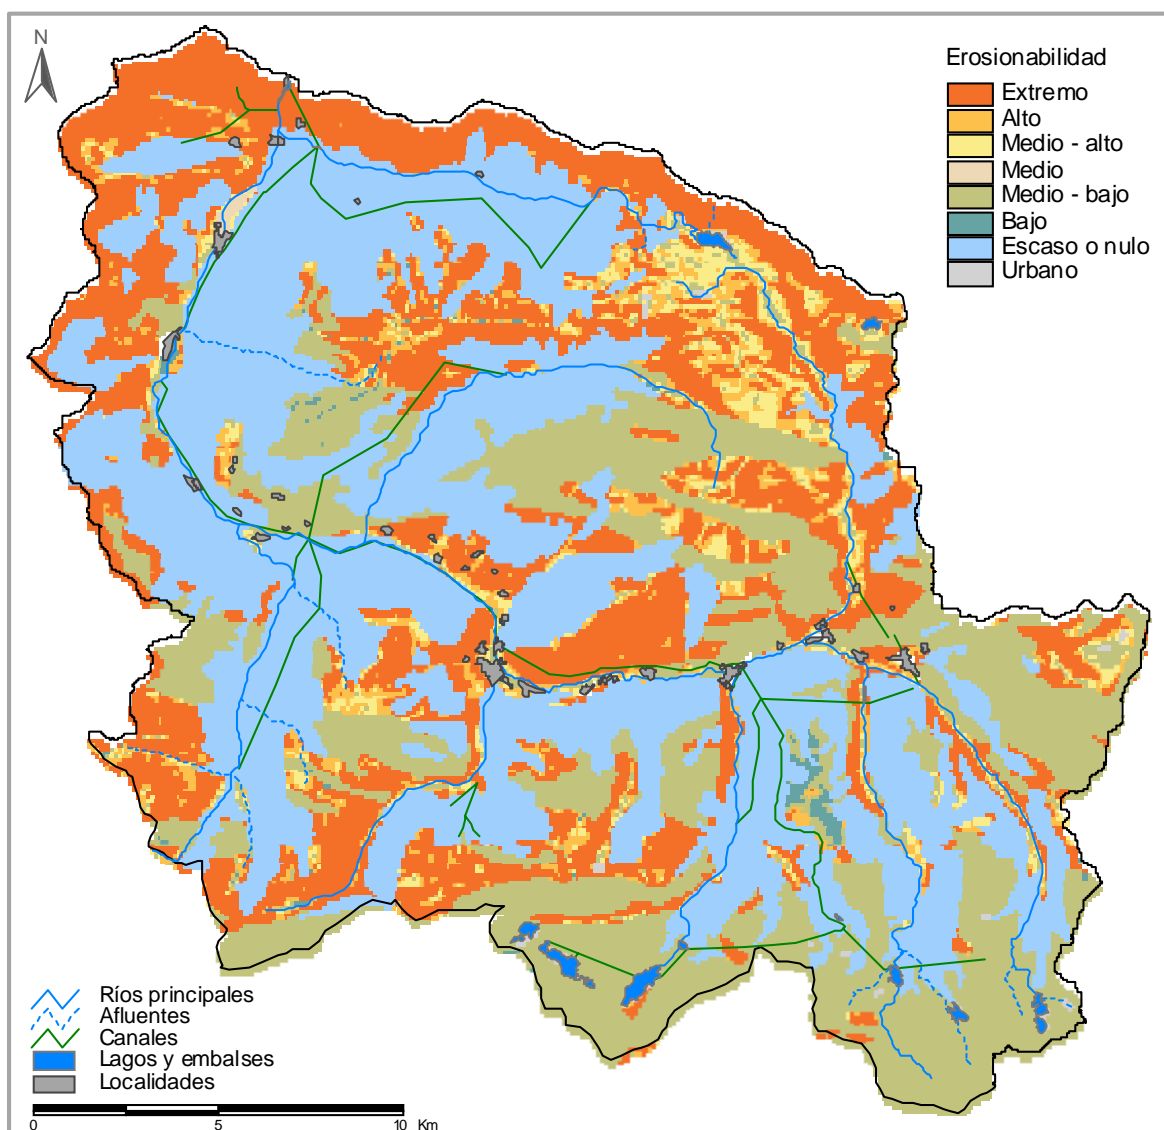 N
Erosionabilidad
Extremo
Alto
Medio - alto
Medio
Medio - bajo
Bajo
Escaso o nulo
Urbano
Ríos principales
Afluentes
Canales
Lagos y embalses
Localidades
0 5 10 Km